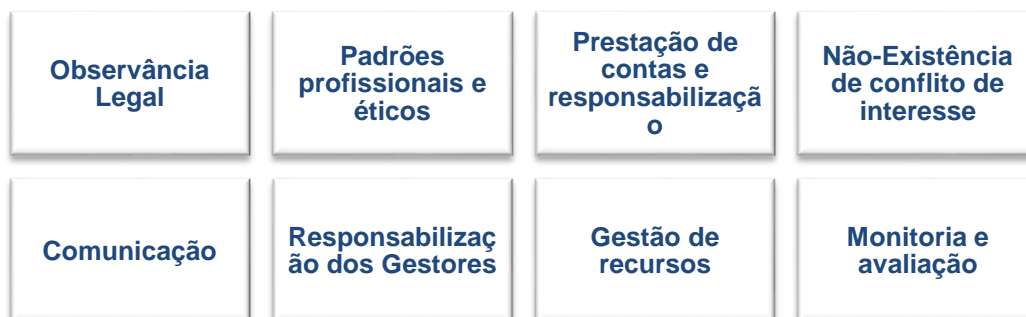 Observância
Legal
Padrões
profissionais e
éticos
Prestação de
contas e
responsabilizaçã
o
Não-Existência
de conflito de
interesse
Comunicação
Responsabilizaç
ão dos Gestores
Gestão de
recursos
Monitoria e
avaliação